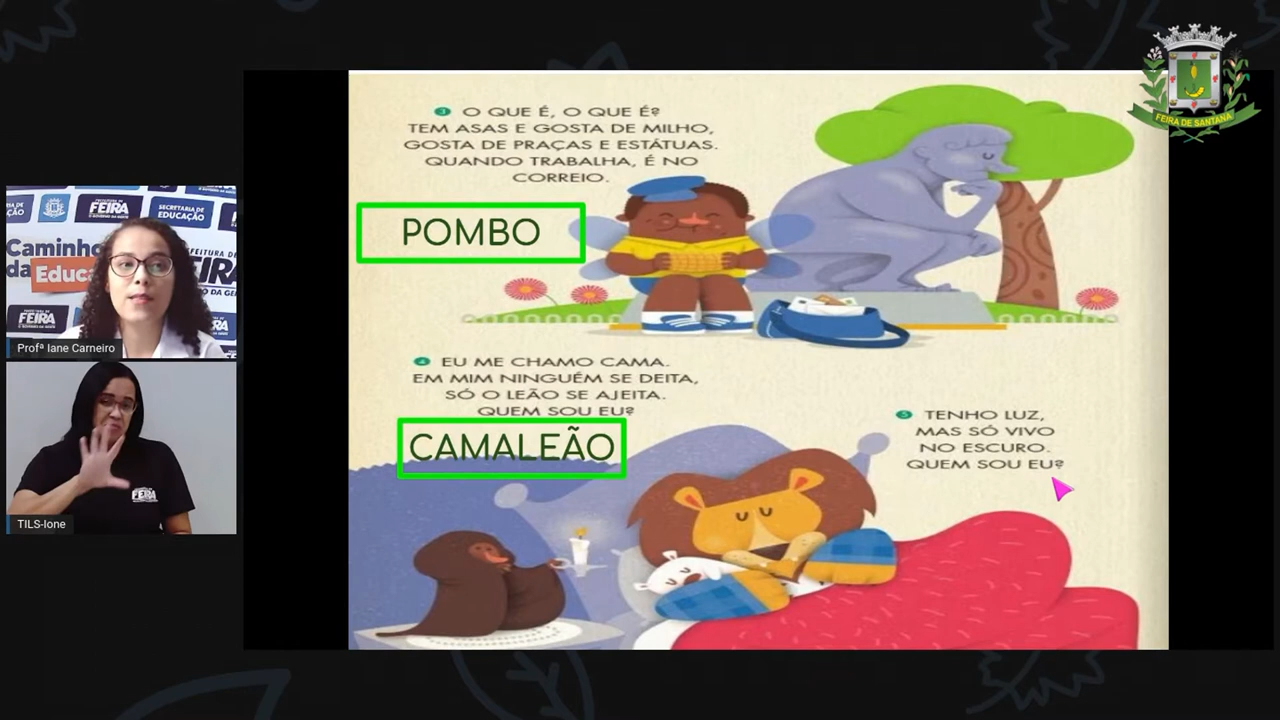 FEIRA DE SANTANA
3 O QUE É, O QUE É?
TEM ASAS E GOSTA DE MILHO,
GOSTA DE PRAÇAS E ESTÁTUAS.
QUANDO TRABALHA, É NO
CORREIO.
POMBO
4 EU ME CHAMO CAMA.
EM MIM NINGUÉM SE DEITA,
SÓ O LEÃO SE AJEITA.
QUEM SOU EU?
CAMALEÃO
5 TENHO LUZ,
MAS SÓ VIVO
NO ESCURO.
QUEM SOU EU?
FEIRA
SECRETARIA DE
EDUCAÇÃO
Caminho
da Educa
FEIRA
Profª Iane Carneiro
FEIRA
TILS-Ione